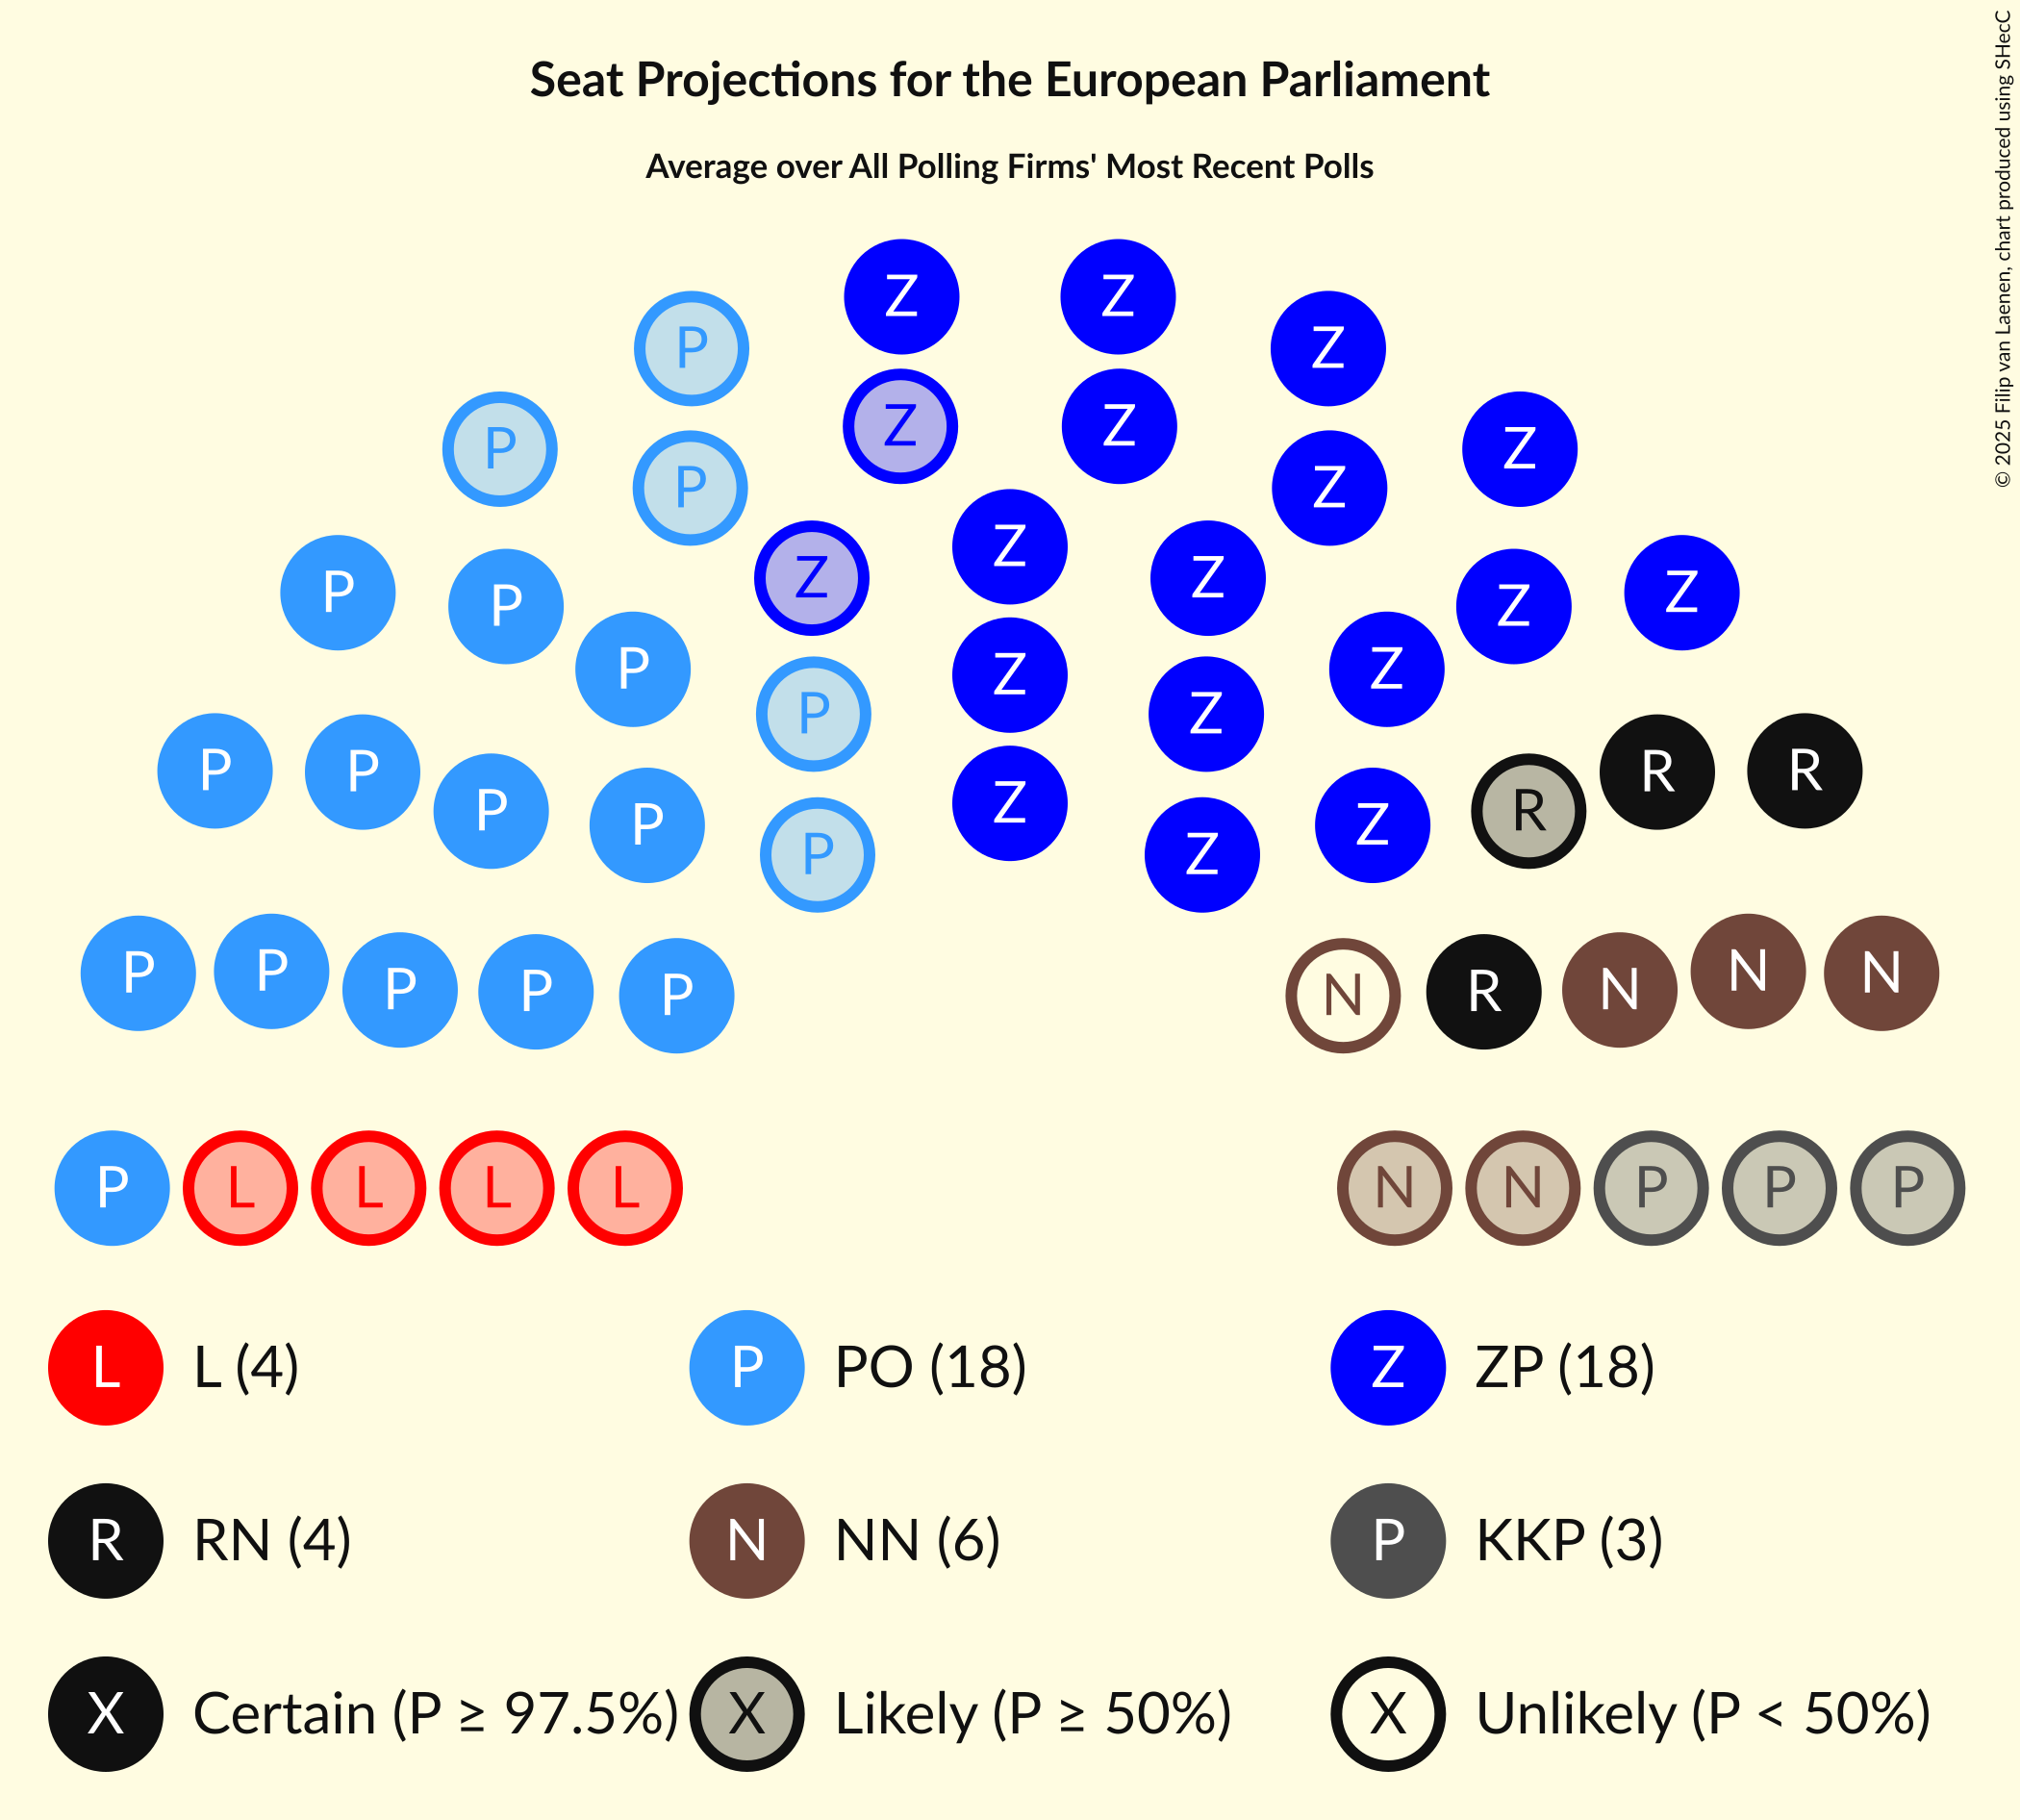 Seat Projections for the European Parliament
Average over All Polling Firms' Most Recent Polls
© 2025 Filip van Laenen, chart produced using SHecC
Z Z
P Z
P Z Z Z
P Z
P Z Z
P Z Z
P P Z Z
P Z P Z
P Z
P P R R
P Z R
P Z P Z
P P N N
P P N R N
P P
P L L L L N N P P P
L L (4) P PO (18) Z ZP (18)
R RN (4) N NN (6) P KKP (3)
X Certain (P ≥ 97.5%) X Likely (P ≥ 50%) X Unlikely (P < 50%)